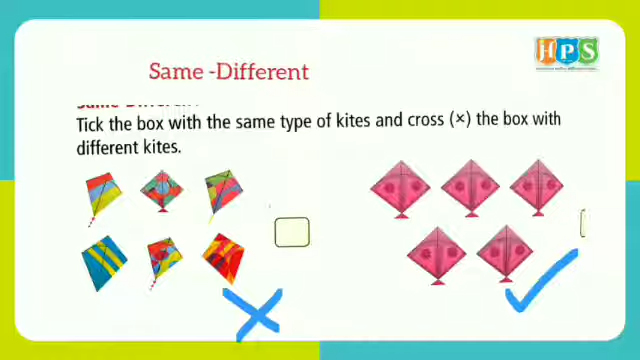 HPS
Same -Different
Tick the box with the same type of kites and cross (×) the box with
different kites.